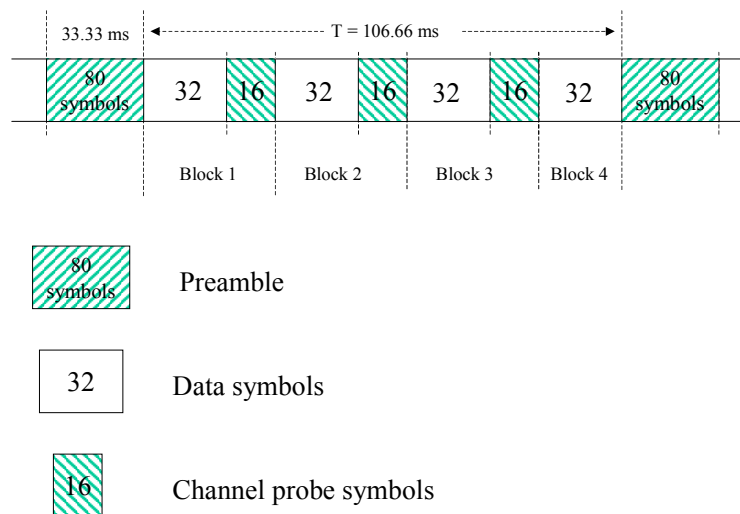 33.33 ms
T = 106.66 ms
80
symbols
32
16
32
16
32
16
32
80
symbols
Block 1
Block 2
Block 3
Block 4
80
symbols
Preamble
32
Data symbols
16
Channel probe symbols